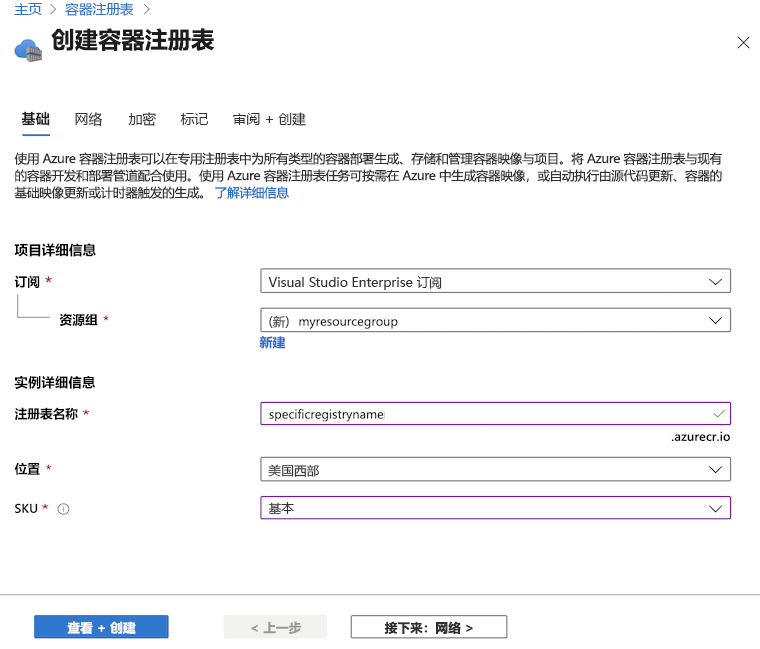 主页 > 容器注册表 >
创建容器注册表
基础 网络 加密 标记 审阅 + 创建
使用 Azure 容器注册表可以在专用注册表中为所有类型的容器部署生成、存储和管理容器映像与项目。将 Azure 容器注册表与现有
的容器开发和部署管道配合使用。使用 Azure 容器注册表任务可按需在 Azure 中生成容器映像，或自动执行由源代码更新、容器的
基础映像更新或计时器触发的生成。 了解详细信息
项目详细信息
订阅 * Visual Studio Enterprise 订阅
资源组 * (新) myresourcegroup
新建
实例详细信息
注册表名称 * specificregistryname
.azurecr.io
位置 * 美国西部
SKU * 基本
查看 + 创建 < 上一步 接下来: 网络 >